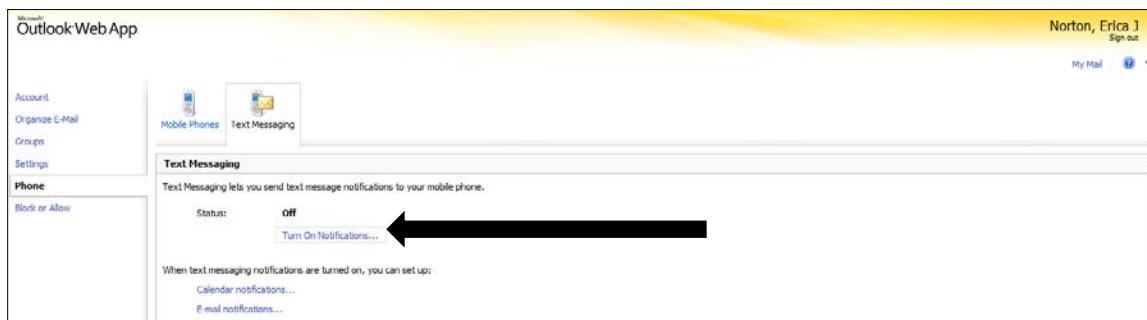 Microsoft
Outlook Web App
Norton, Erica J
Sign out
My Mail
Account
Organize E-Mail
Groups
Settings
Phone
Block or Allow
Mobile Phones
Text Messaging
Text Messaging
Text Messaging lets you send text message notifications to your mobile phone.
Status: Off
Turn On Notifications...
When text messaging notifications are turned on, you can set up:
Calendar notifications...
E-mail notifications...